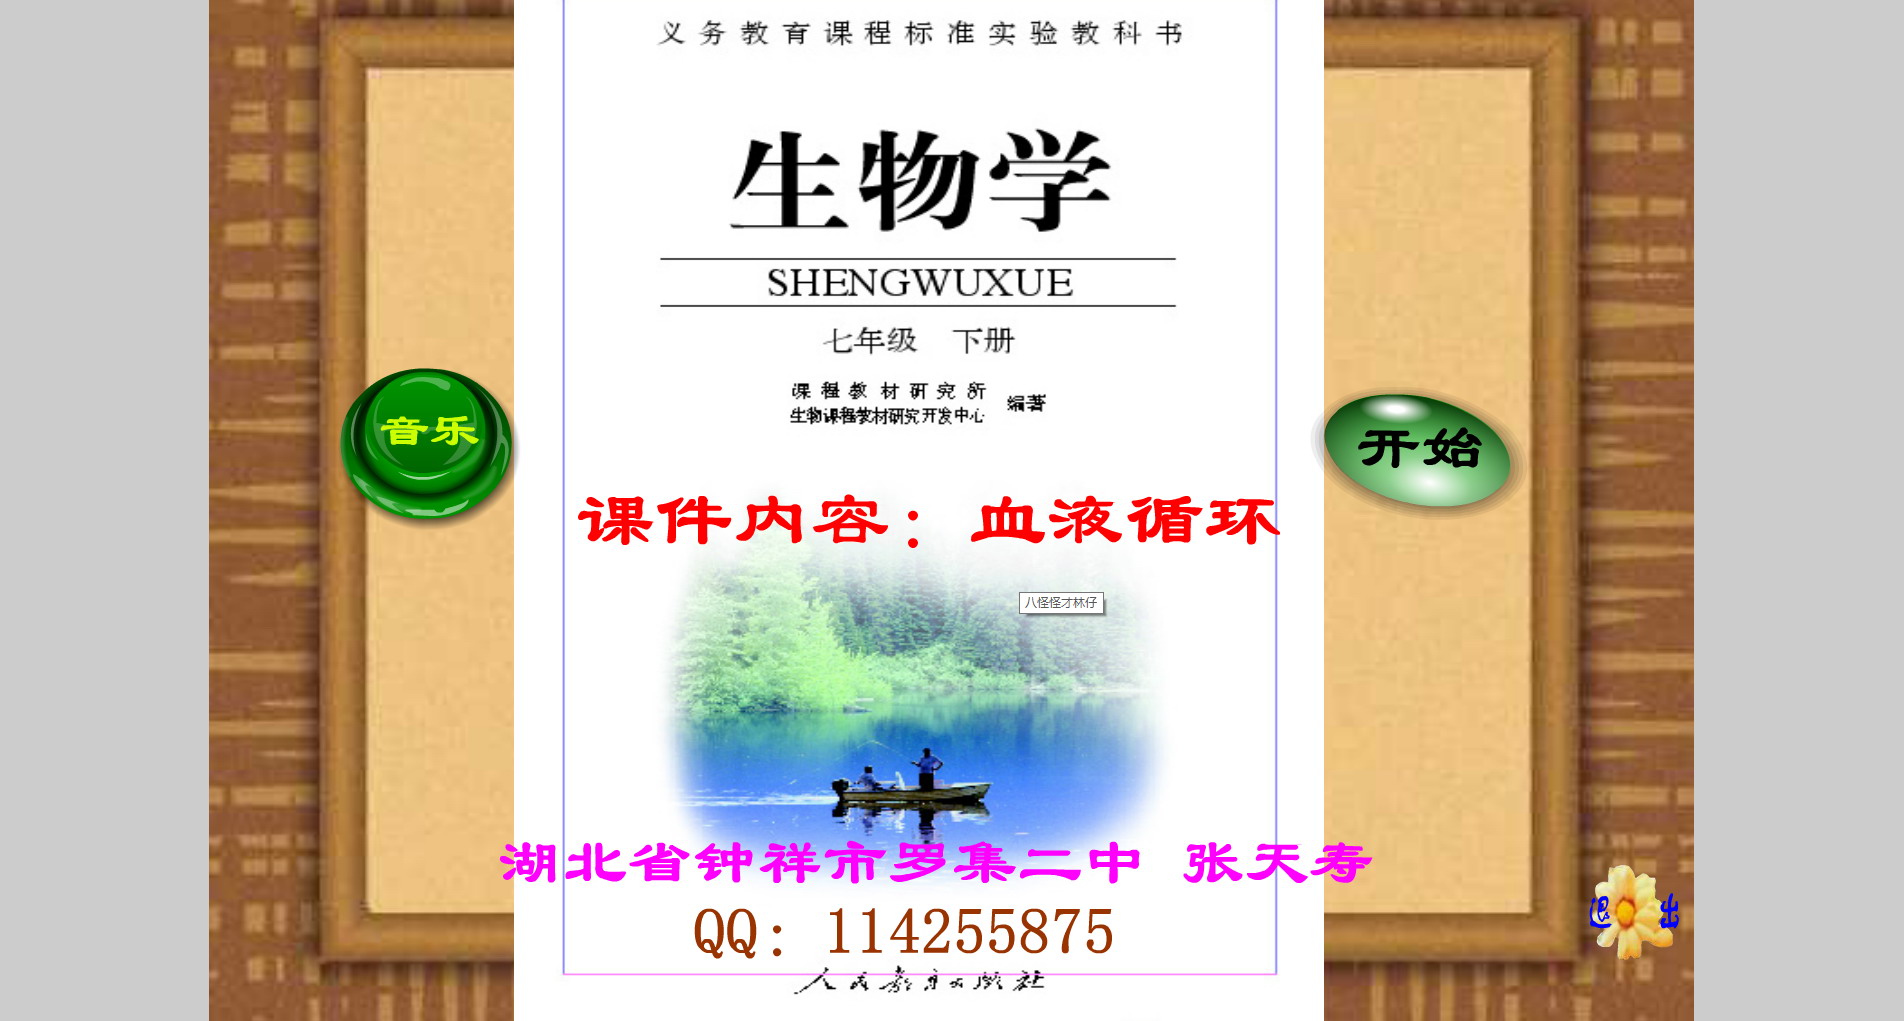 义务教育课程标准实验教科书
生物学
SHENGWUXUE
七年级 下册
课程教材研究所
生物课程教材研究开发中心
编著
音乐
开始
课件内容：血液循环
八怪怪才林仔
湖北省钟祥市罗集二中 张天寿
退 出
QQ：114255875
人民教育出版社